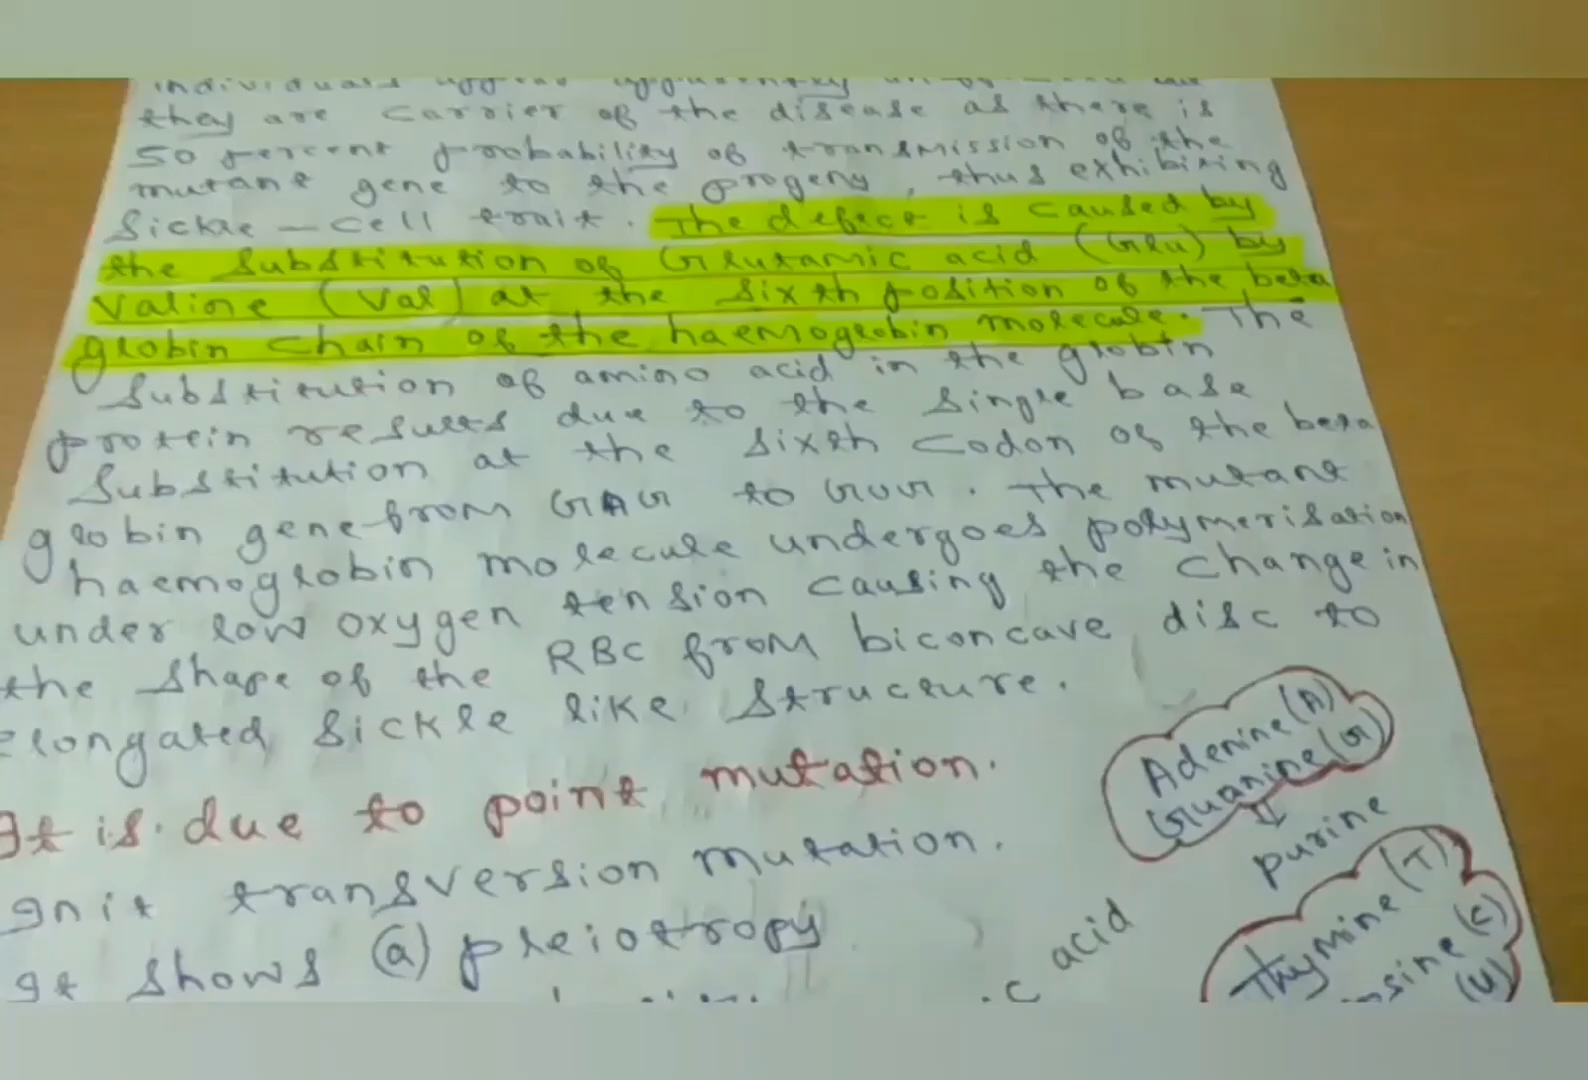 individuals appear apparently
they are carrier of the disease as there is
50 percent probability of transmission of the
mutant gene to the progeny, thus exhibiting
Sickle - cell trait. The defect is caused by
the Substitution of Glutamic acid (Glu) by
Valine (Val) at the sixth position of the beta
globin chain of the haemoglobin molecule. The
Substitution of amino acid in the globin
protein results due to the single base
Substitution at the sixth codon of the beta
globin gene from GAG to GUG. The mutant
haemoglobin molecule undergoes polymerisation
under low oxygen tension causing the change in
the shape of the RBC from biconcave disc to
elongated sickle like structure.
It is due to point mutation.
In it transversion mutation.
It shows (a) pleiotropy
Adenine (A)
Guanine (G)
purine
Thymine (T)
(C)
(U)
acid